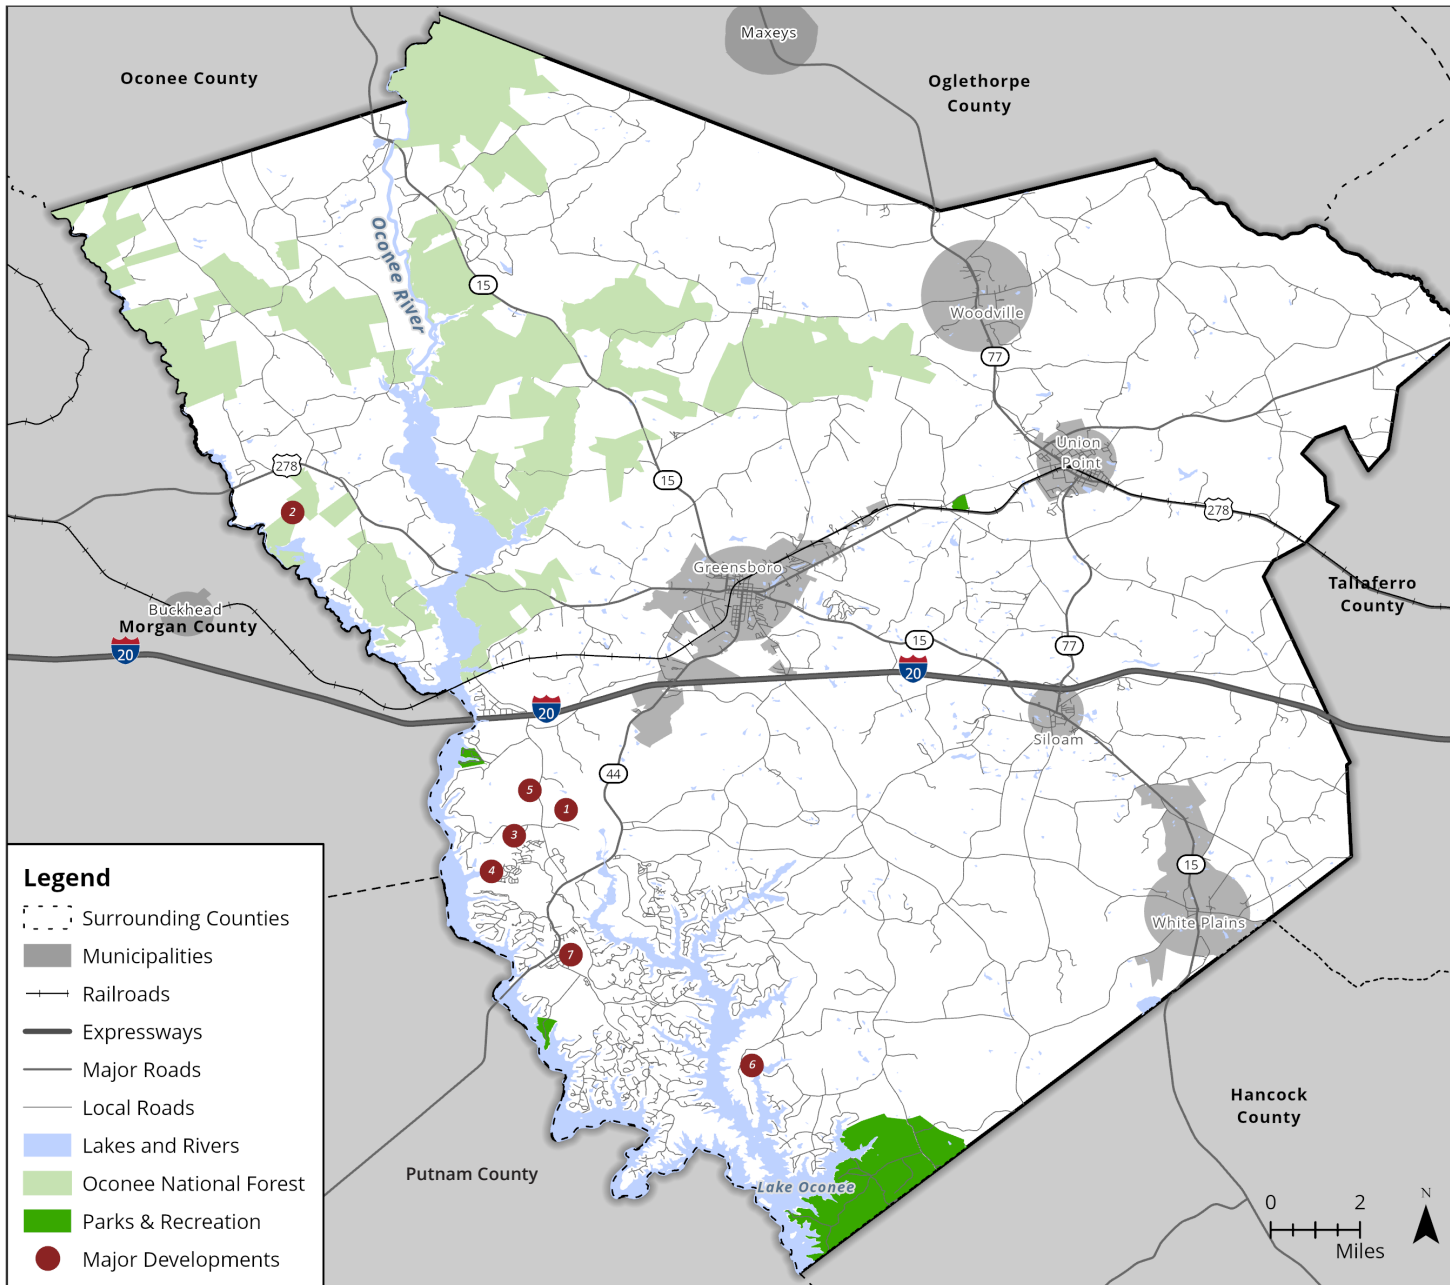 Maxeys
Oconee County
Oglethorpe
County
Oconee River
15
Woodville
77
Union
Point
278
15
278
2
Greensboro
Taliaferro
County
Buckhead
Morgan County
20
15
77
20
20
Siloam
44
5
1
3
4
15
White Plains
7
6
Hancock
County
Putnam County
Lake Oconee
Legend
Surrounding Counties
Municipalities
Railroads
Expressways
Major Roads
Local Roads
Lakes and Rivers
Oconee National Forest
Parks & Recreation
Major Developments
N
0 2
Miles